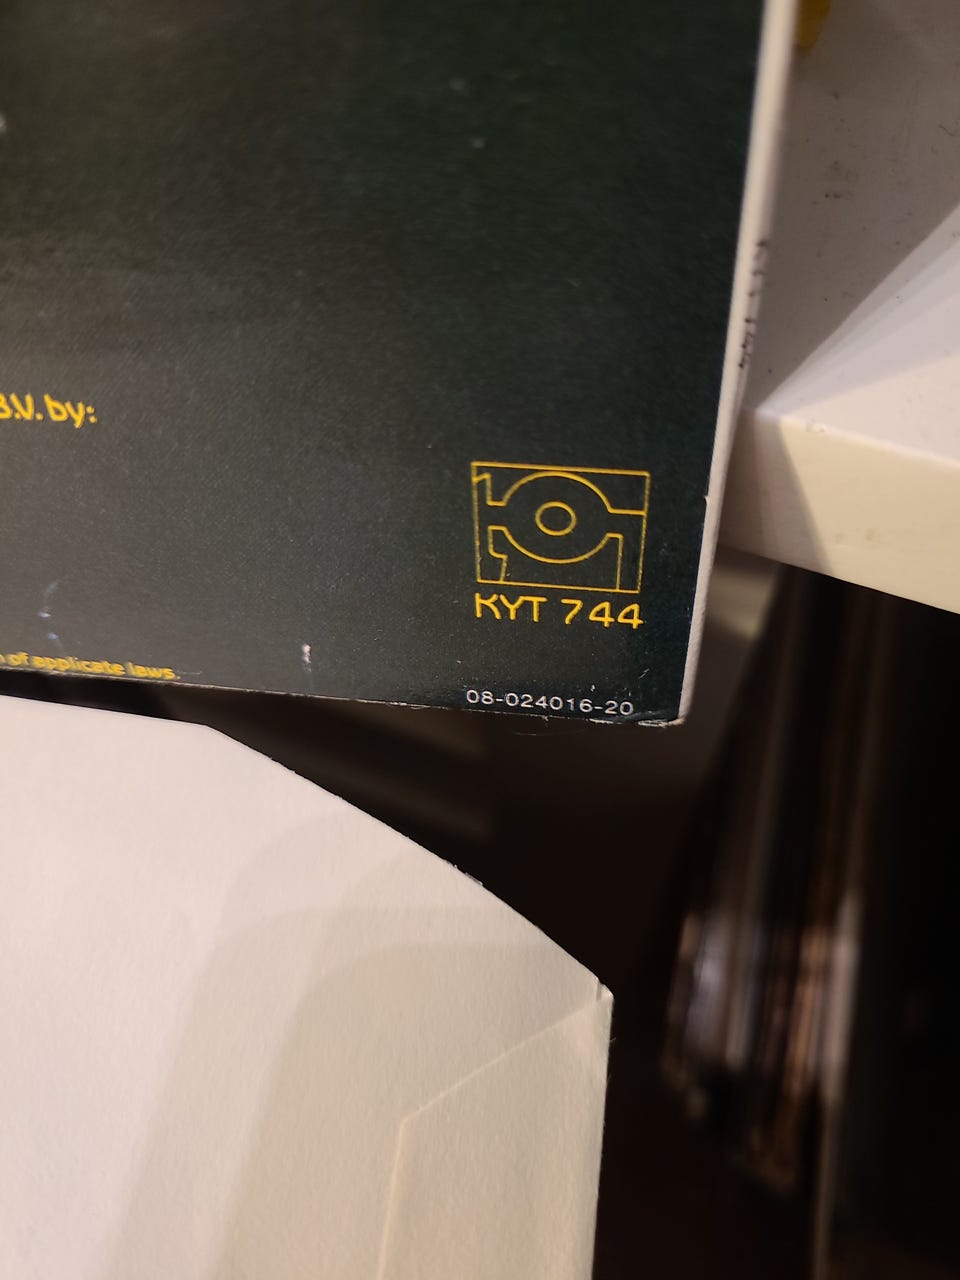 B.V. by:
KYT 744
of applicate laws.
08-024016-20